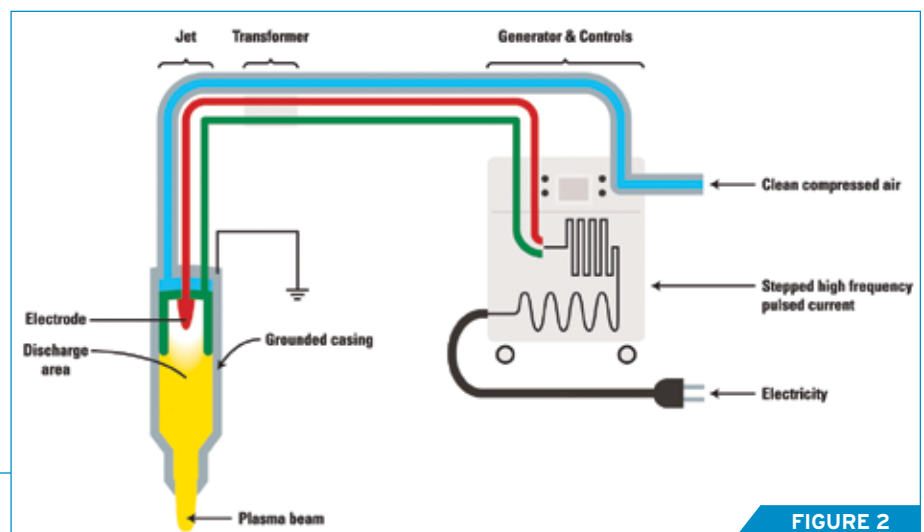 Jet
Transformer
Generator & Controls
Clean compressed air
Stepped high frequency
pulsed current
Electrode
Grounded casing
Discharge
area
Electricity
Plasma beam
FIGURE 2